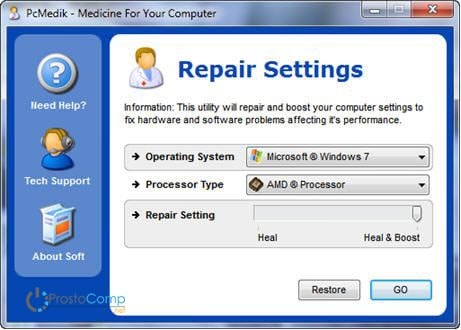 PcMedik - Medicine For Your Computer
Need Help?
Tech Support
About Soft
Repair Settings
Information: This utility will repair and boost your computer settings to
fix hardware and software problems affecting it's performance.
Operating System
Microsoft ® Windows 7
Processor Type
AMD ® Processor
Repair Setting
Heal
Heal & Boost
Restore
GO
ProstoComp
.net